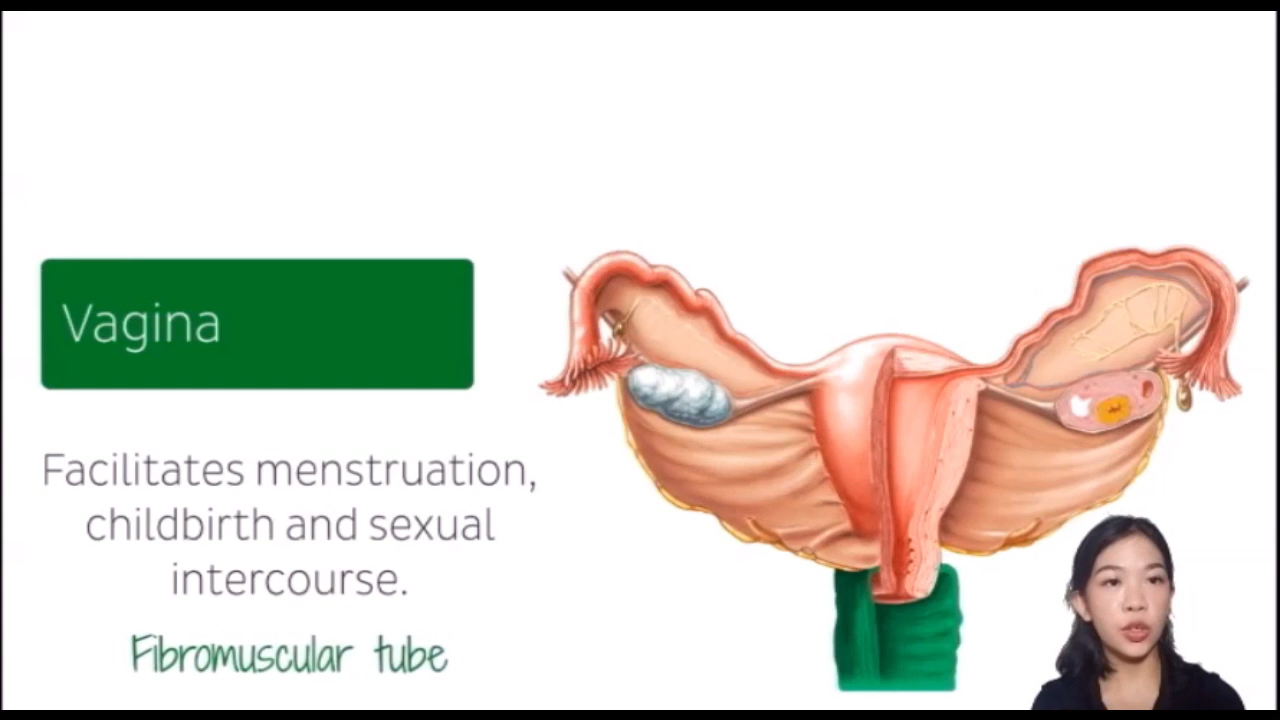 Vagina
Facilitates menstruation,
childbirth and sexual
intercourse.
Fibromuscular tube